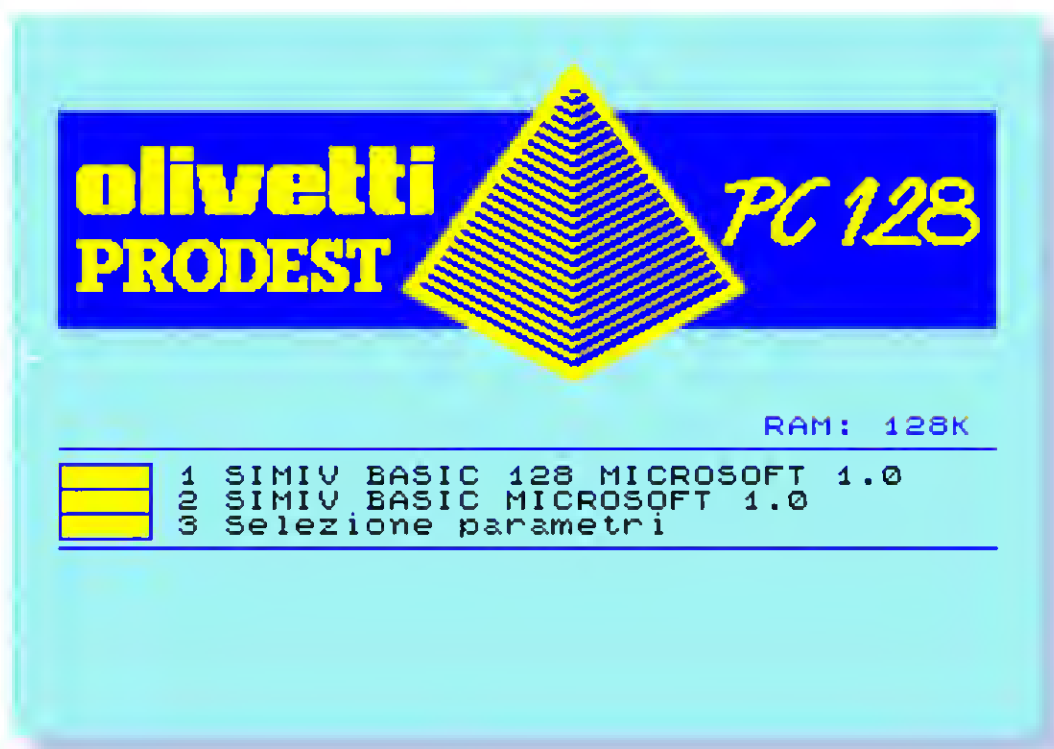 olivetti
PRODEST
PC 128
RAM: 128K
1 SIMIV BASIC 128 MICROSOFT 1.0
2 SIMIV BASIC MICROSOFT 1.0
3 Selezione parametri